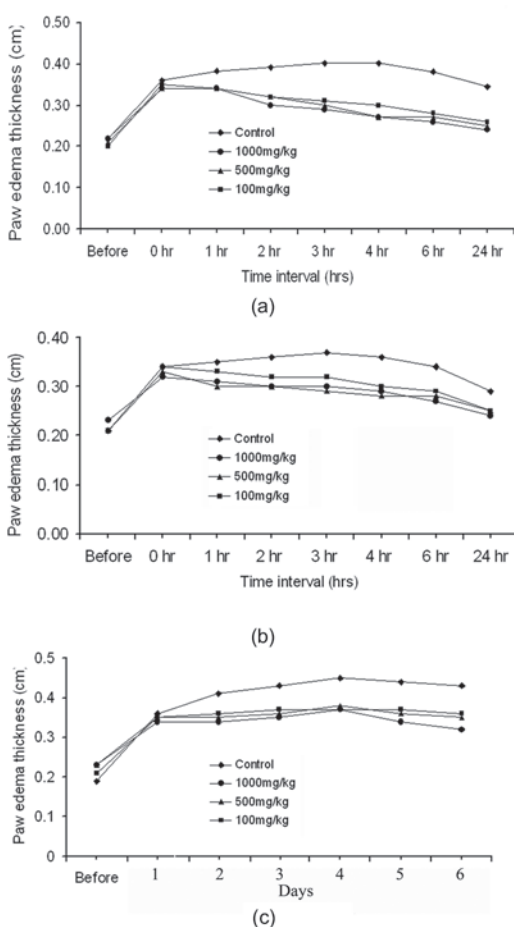 Paw edema thickness (cm)
0.50
0.40
0.30
0.20
0.00
Control
1000mg/kg
500mg/kg
100mg/kg
Before 0 hr 1 hr 2 hr 3 hr 4 hr 6 hr 24 hr
Time interval (hrs)
(a)
Paw edema thickness (cm)
0.40
0.30
0.20
0.00
Control
1000mg/kg
500mg/kg
100mg/kg
Before 0 hr 1 hr 2 hr 3 hr 4 hr 6 hr 24 hr
Time interval (hrs)
(b)
Paw edema thickness (cm)
0.5
0.4
0.3
0.2
0.1
0
Control
1000mg/kg
500mg/kg
100mg/kg
Before 1 2 3 4 5 6
Days
(c)